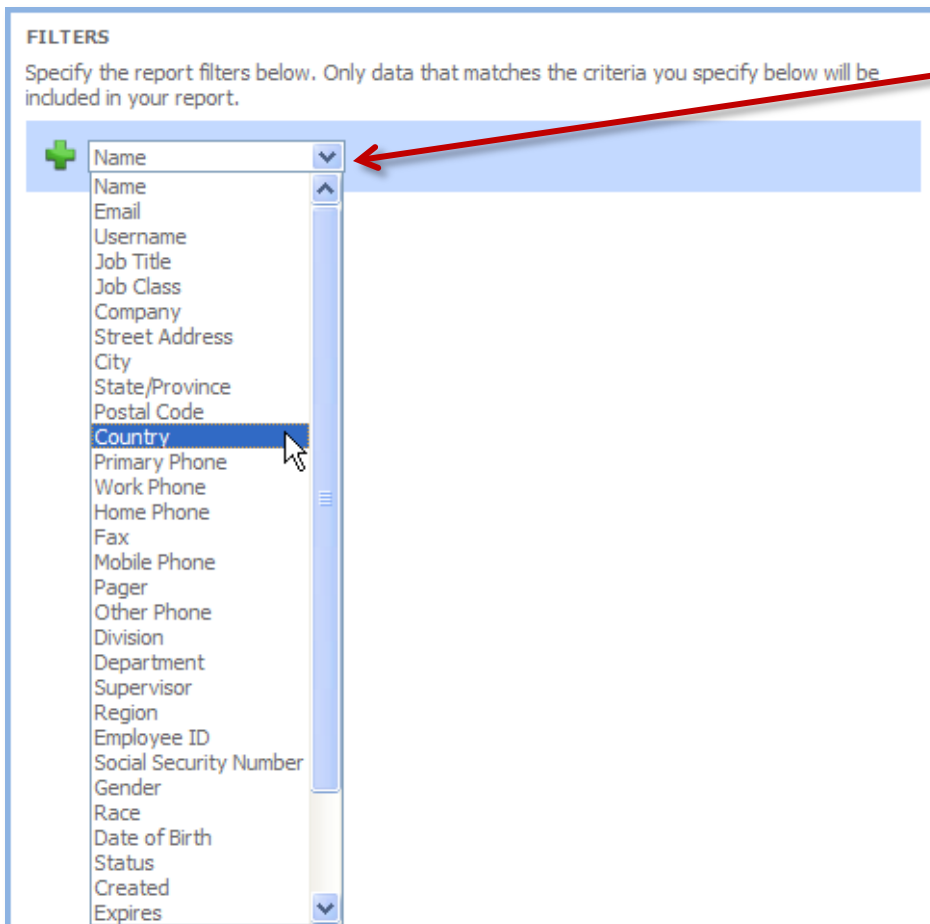 FILTERS
Specify the report filters below. Only data that matches the criteria you specify below will be
included in your report.
Name
Name
Email
Username
Job Title
Job Class
Company
Street Address
City
State/Province
Postal Code
Country
Primary Phone
Work Phone
Home Phone
Fax
Mobile Phone
Pager
Other Phone
Division
Department
Supervisor
Region
Employee ID
Social Security Number
Gender
Race
Date of Birth
Status
Created
Expires